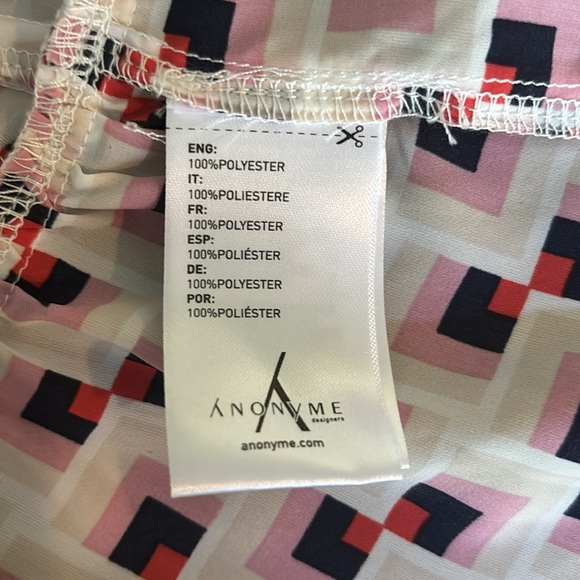 ENG:
100%POLYESTER
IT:
100%POLIESTERE
FR:
100%POLYESTER
ESP:
100%POLIÉSTER
DE:
100%POLYESTER
POR:
100%POLIÉSTER
ANONYME
designers
anonyme.com